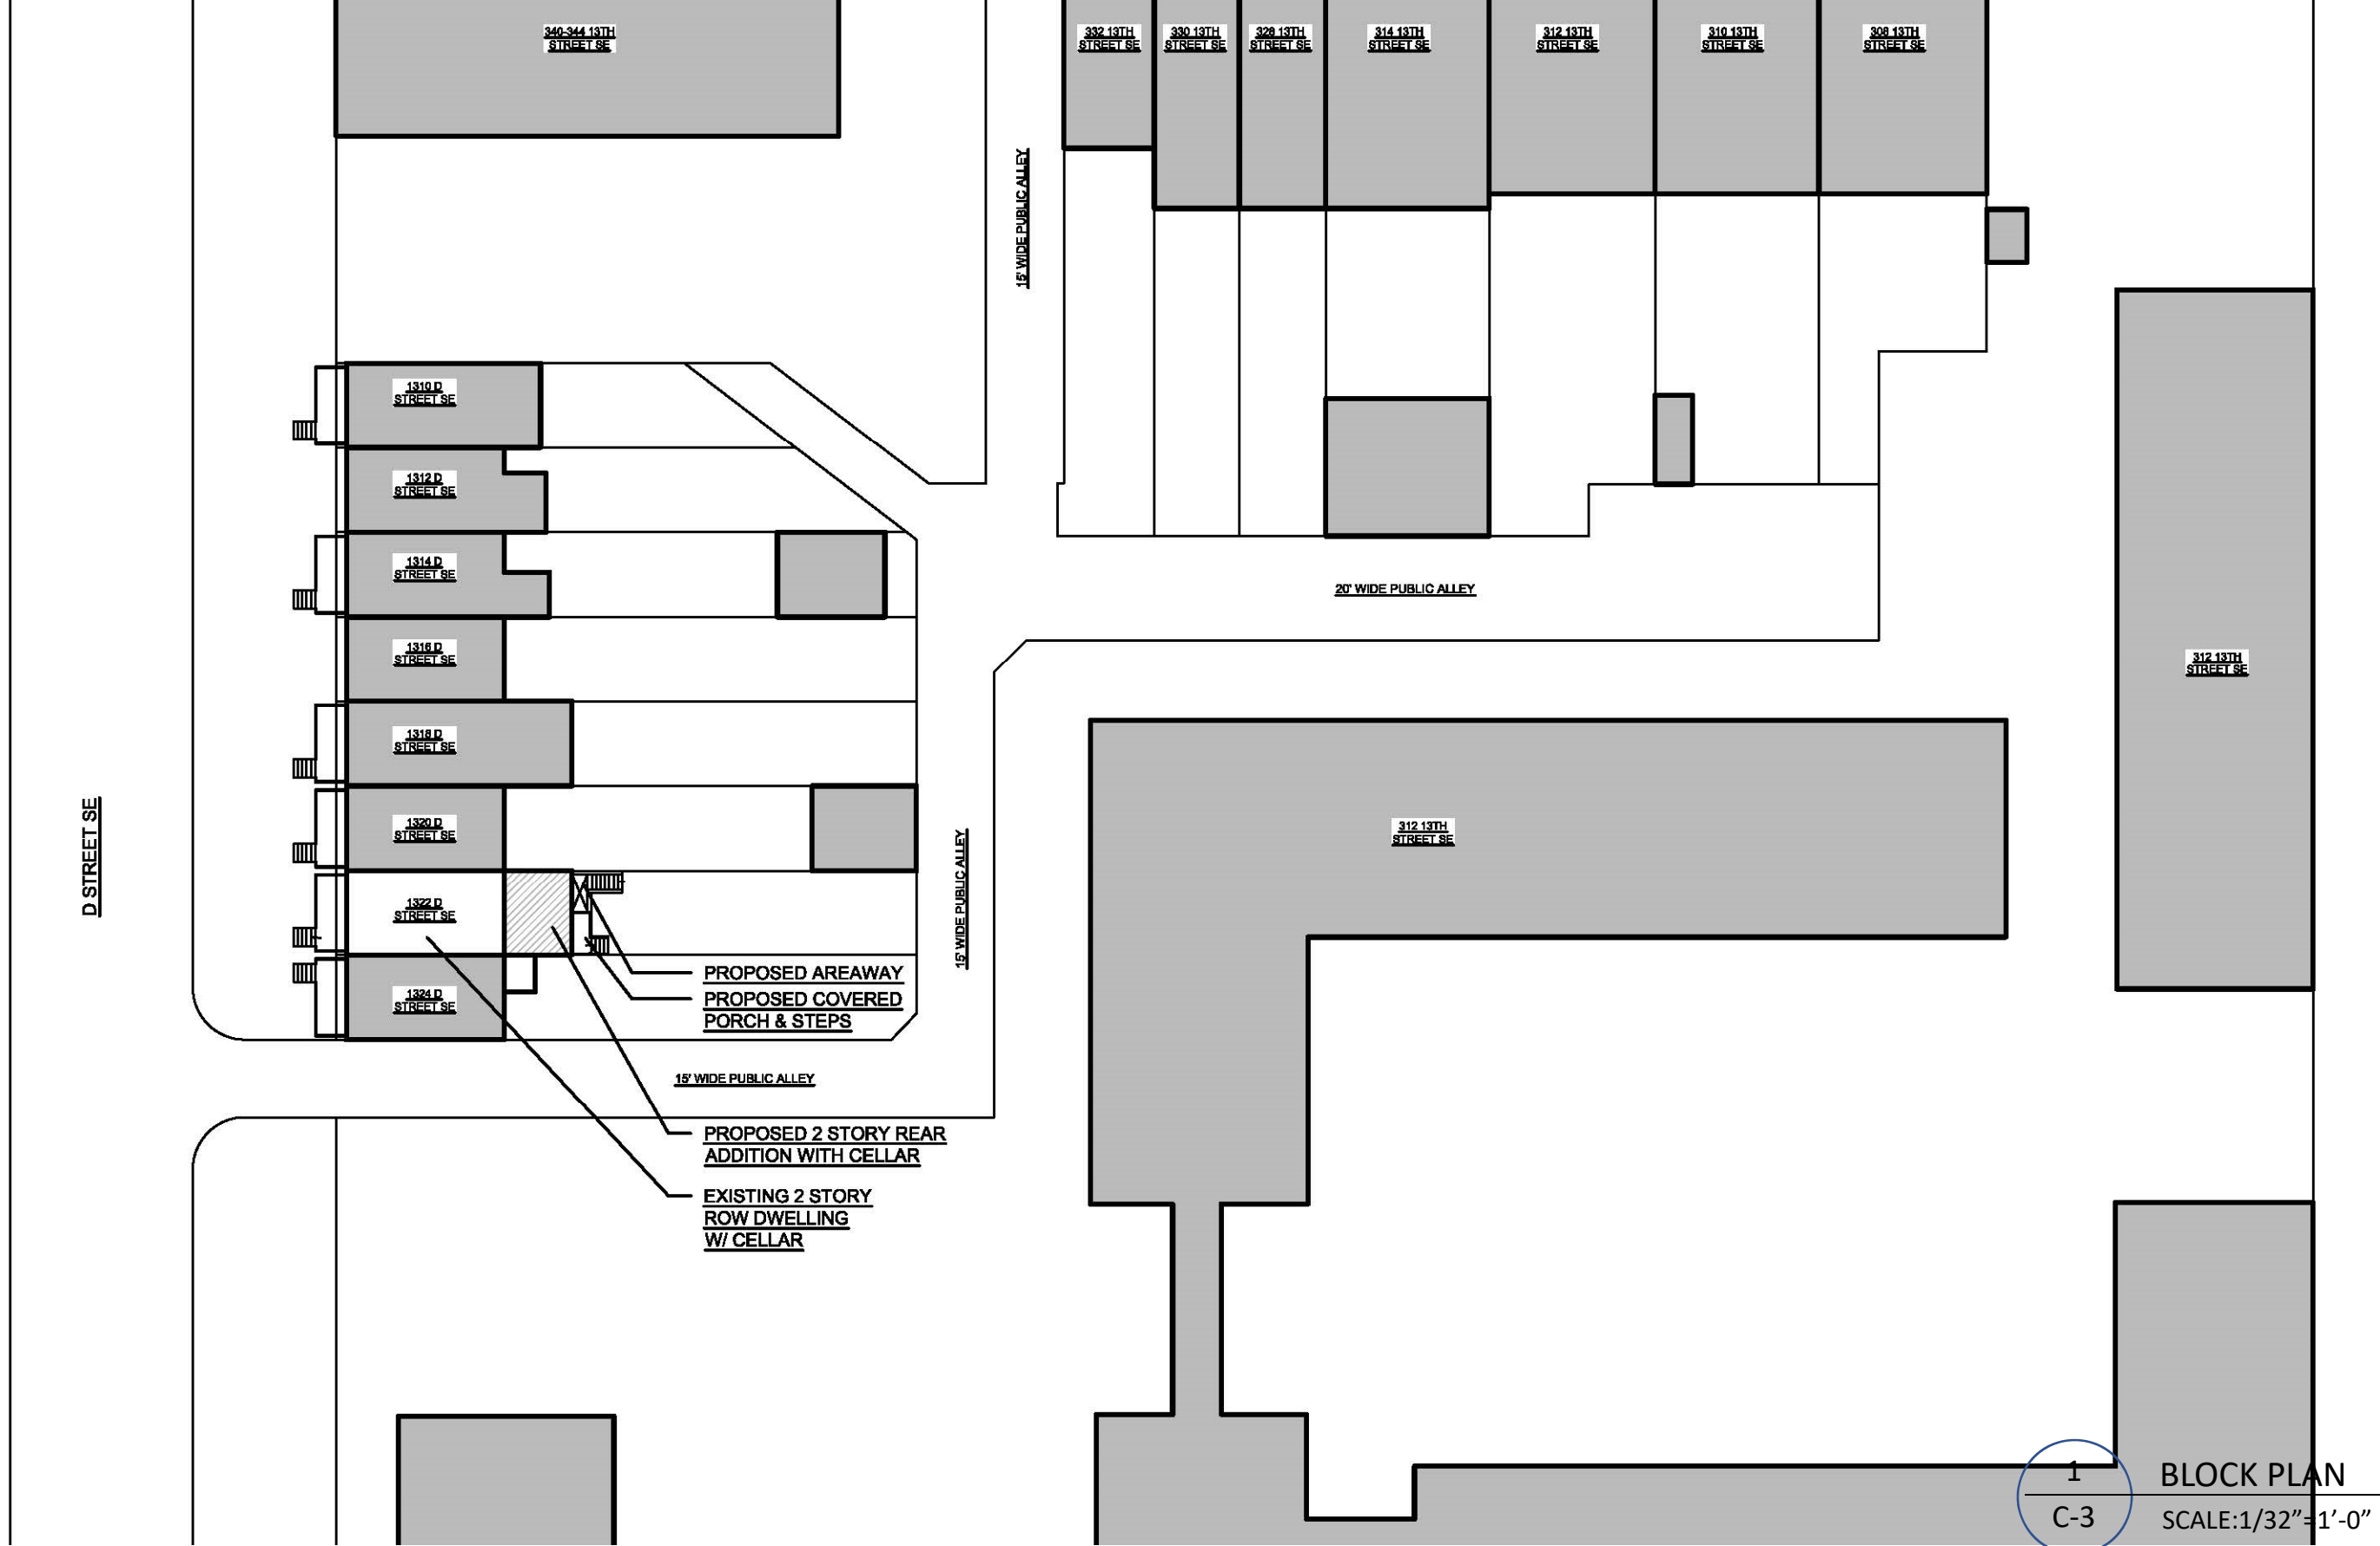 340-344 13TH
STREET SE
332 13TH
STREET SE
330 13TH
STREET SE
328 13TH
STREET SE
314 13TH
STREET SE
312 13TH
STREET SE
310 13TH
STREET SE
308 13TH
STREET SE
15' WIDE PUBLIC ALLEY
1310 D
STREET SE
1312 D
STREET SE
1314 D
STREET SE
20' WIDE PUBLIC ALLEY
1316 D
STREET SE
312 13TH
STREET SE
1318 D
STREET SE
D STREET SE
1320 D
STREET SE
312 13TH
STREET SE
15' WIDE PUBLIC ALLEY
1322 D
STREET SE
PROPOSED AREAWAY
PROPOSED COVERED
PORCH & STEPS
1324 D
STREET SE
15' WIDE PUBLIC ALLEY
PROPOSED 2 STORY REAR
ADDITION WITH CELLAR
EXISTING 2 STORY
ROW DWELLING
W/ CELLAR
1
BLOCK PLAN
C-3
SCALE:1/32”=1’-0”